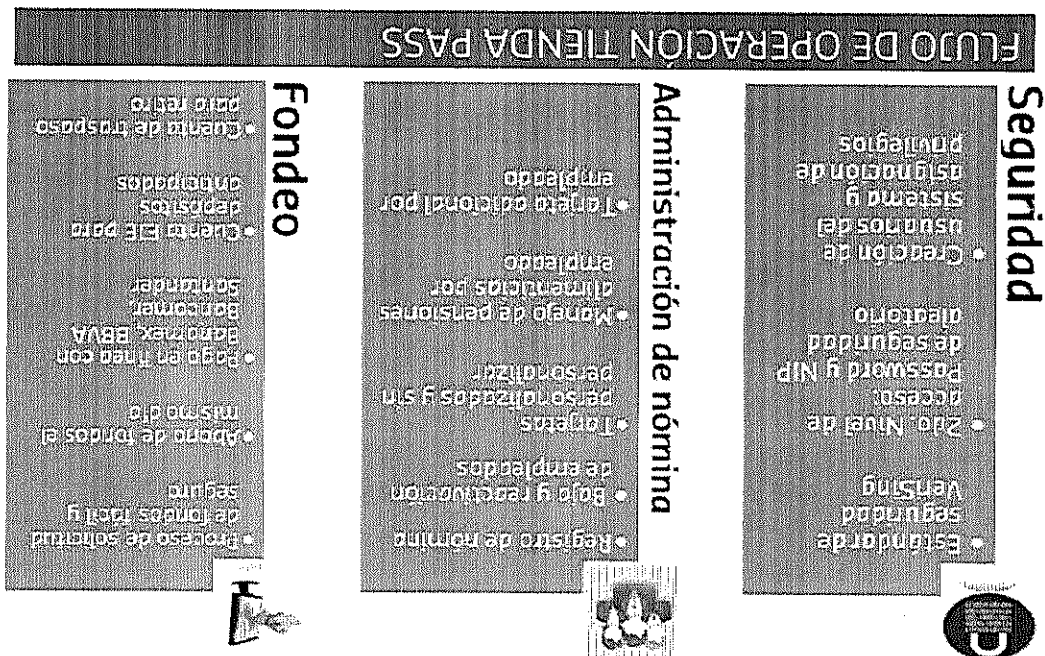 Seguridad
• Estándar de
seguridad
VeriSing
• 2do. Nivel de
acceso:
Password y NIP
de seguridad
aleatorio
• Creación de
usuarios del
sistema y
asignación de
privilegios
Administración de nómina
• Registro de nómina
• Baja y reactivación
de empleados
• Tarjetas
personalizadas y sin
personalizar
• Manejo de pensiones
alimenticias por
empleado
• Tarjeta adicional por
empleado
Fondeo
• Proceso de solicitud
de fondos fácil y
seguro
• Abono de fondos el
mismo día
• Pago en línea con
Banamex, BBVA
Bancomer,
Santander
• Cuenta EJE para
depósitos
anticipados
• Cuenta de traspaso
para retiro
FLUJO DE OPERACIÓN TIENDA PASS